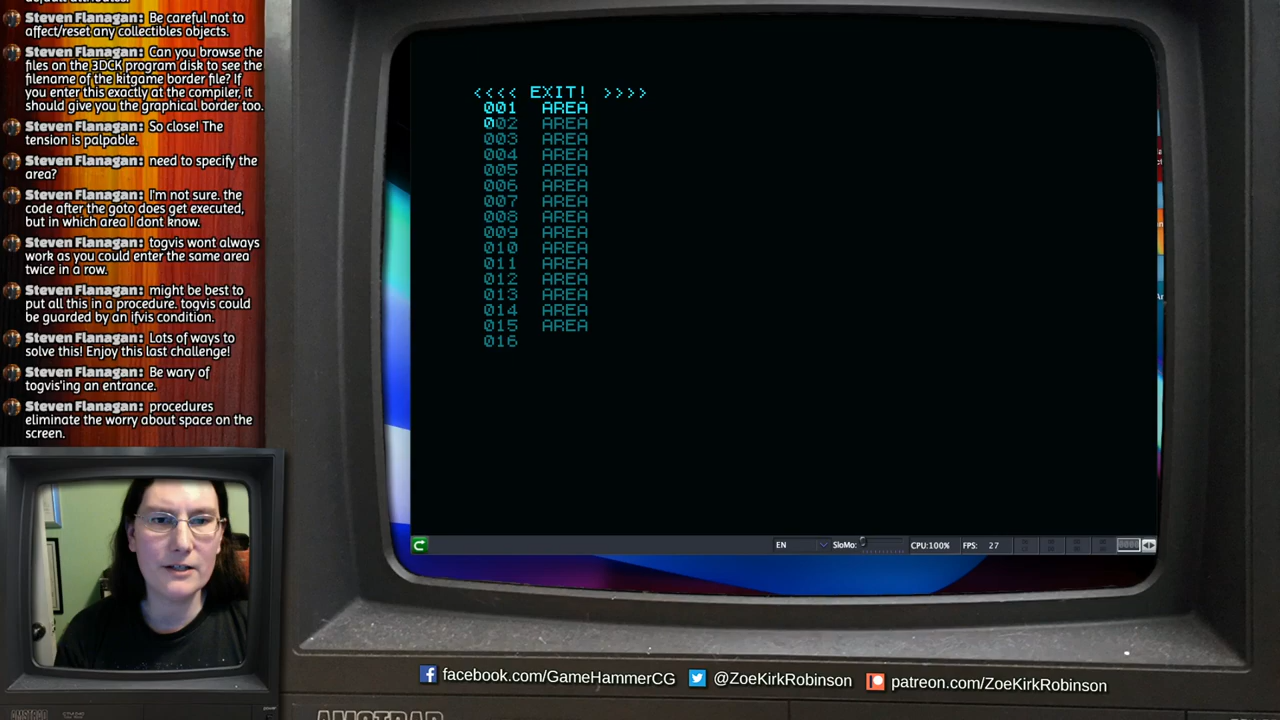 default attributes.
Steven Flanagan: Be careful not to
affect/reset any collectibles objects.
Steven Flanagan: Can you browse the
files on the 3DCK program disk to see the
filename of the kitgame border file? If
you enter this exactly at the compiler, it
should give you the graphical border too.
Steven Flanagan: So close! The
tension is palpable.
Steven Flanagan: need to specify the
area?
Steven Flanagan: I'm not sure. the
code after the goto does get executed,
but in which area I dont know.
Steven Flanagan: togvis wont always
work as you could enter the same area
twice in a row.
Steven Flanagan: might be best to
put all this in a procedure. togvis could
be guarded by an ifvis condition.
Steven Flanagan: Lots of ways to
solve this! Enjoy this last challenge!
Steven Flanagan: Be wary of
togvis'ing an entrance.
Steven Flanagan: procedures
eliminate the worry about space on the
screen.
<<<< EXIT! >>>>
001 AREA
002 AREA
003 AREA
004 AREA
005 AREA
006 AREA
007 AREA
008 AREA
009 AREA
010 AREA
011 AREA
012 AREA
013 AREA
014 AREA
015 AREA
016
EN SloMo: CPU:100% FPS: 27
facebook.com/GameHammerCG @ZoeKirkRobinson patreon.com/ZoeKirkRobinson
AMSTRAD